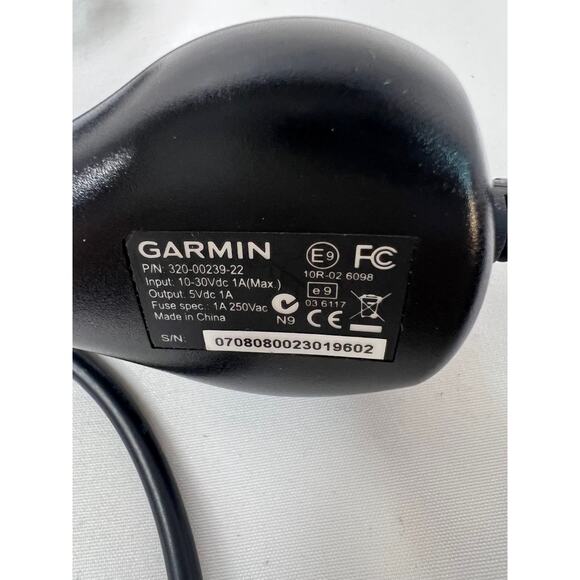 GARMIN
P/N: 320-00239-22
Input: 10-30Vdc 1A(Max.)
Output: 5Vdc 1A
Fuse spec.: 1A 250Vac
Made in China
E9 FC
10R-02 6098
e9
03 6117
N9 CE
S/N: 0708080023019602